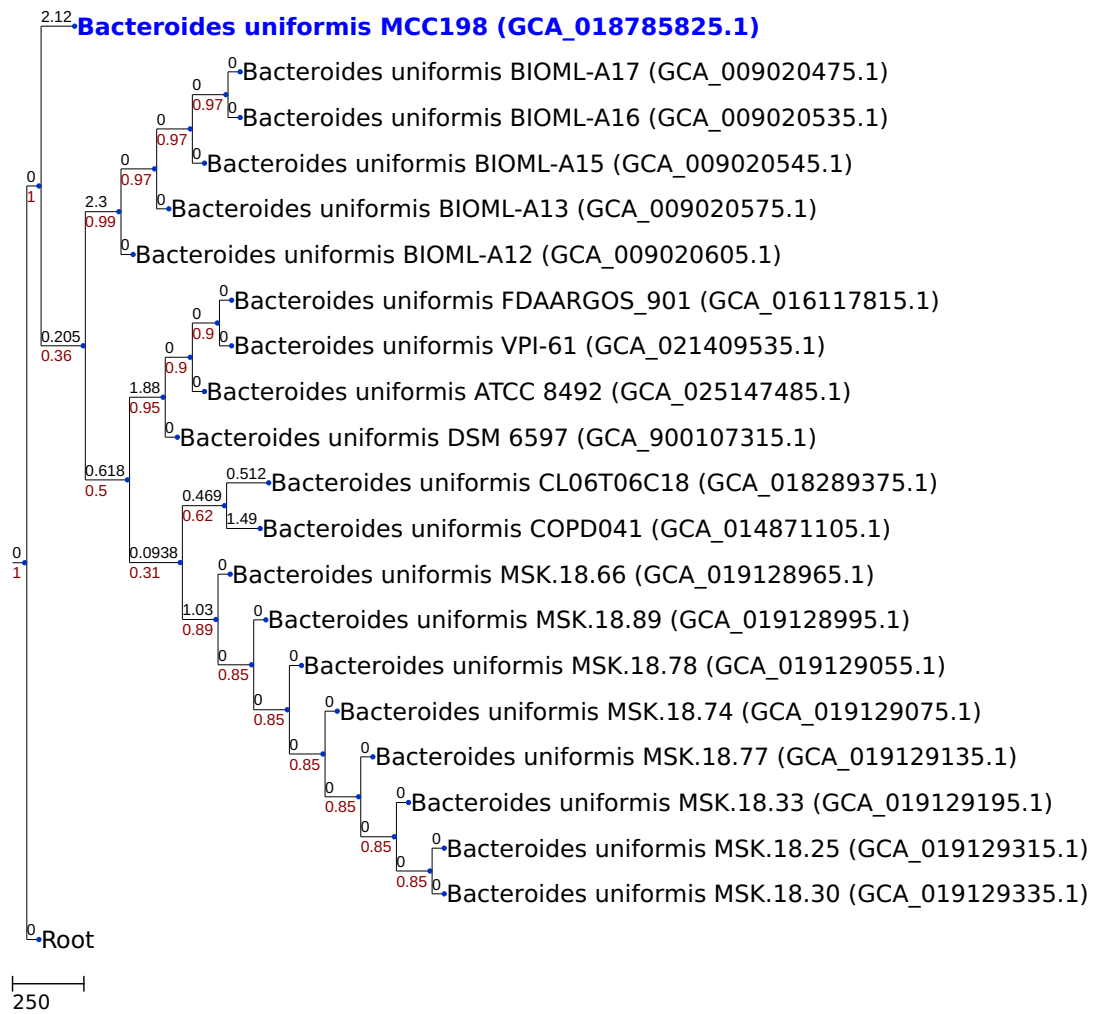 2.12 Bacteroides uniformis MCC198 (GCA_018785825.1)
0 Bacteroides uniformis BIOML-A17 (GCA_009020475.1)
0
0.97
0 Bacteroides uniformis BIOML-A16 (GCA_009020535.1)
0
0.97
0 Bacteroides uniformis BIOML-A15 (GCA_009020545.1)
0
0.97
0
1
0 Bacteroides uniformis BIOML-A13 (GCA_009020575.1)
2.3
0.99
0 Bacteroides uniformis BIOML-A12 (GCA_009020605.1)
0 Bacteroides uniformis FDAARGOS_901 (GCA_016117815.1)
0
0.9
0.205
0.36
0 Bacteroides uniformis VPI-61 (GCA_021409535.1)
0
0.9
0 Bacteroides uniformis ATCC 8492 (GCA_025147485.1)
1.88
0.95
0 Bacteroides uniformis DSM 6597 (GCA_900107315.1)
0.618
0.5
0.512 Bacteroides uniformis CL06T06C18 (GCA_018289375.1)
0.469
0.62
1.49 Bacteroides uniformis COPD041 (GCA_014871105.1)
0
1
0.0938
0.31
0 Bacteroides uniformis MSK.18.66 (GCA_019128965.1)
1.03
0.89
0 Bacteroides uniformis MSK.18.89 (GCA_019128995.1)
0
0.85
0 Bacteroides uniformis MSK.18.78 (GCA_019129055.1)
0
0.85
0 Bacteroides uniformis MSK.18.74 (GCA_019129075.1)
0
0.85
0 Bacteroides uniformis MSK.18.77 (GCA_019129135.1)
0
0.85
0 Bacteroides uniformis MSK.18.33 (GCA_019129195.1)
0
0.85
0 Bacteroides uniformis MSK.18.25 (GCA_019129315.1)
0
0.85
0 Bacteroides uniformis MSK.18.30 (GCA_019129335.1)
0 Root
250